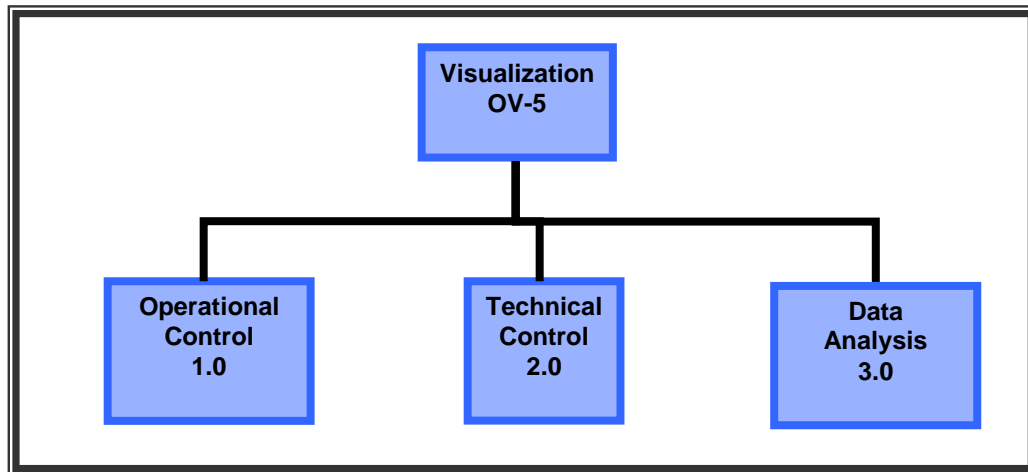 Visualization
OV-5
Operational
Control
1.0
Technical
Control
2.0
Data
Analysis
3.0